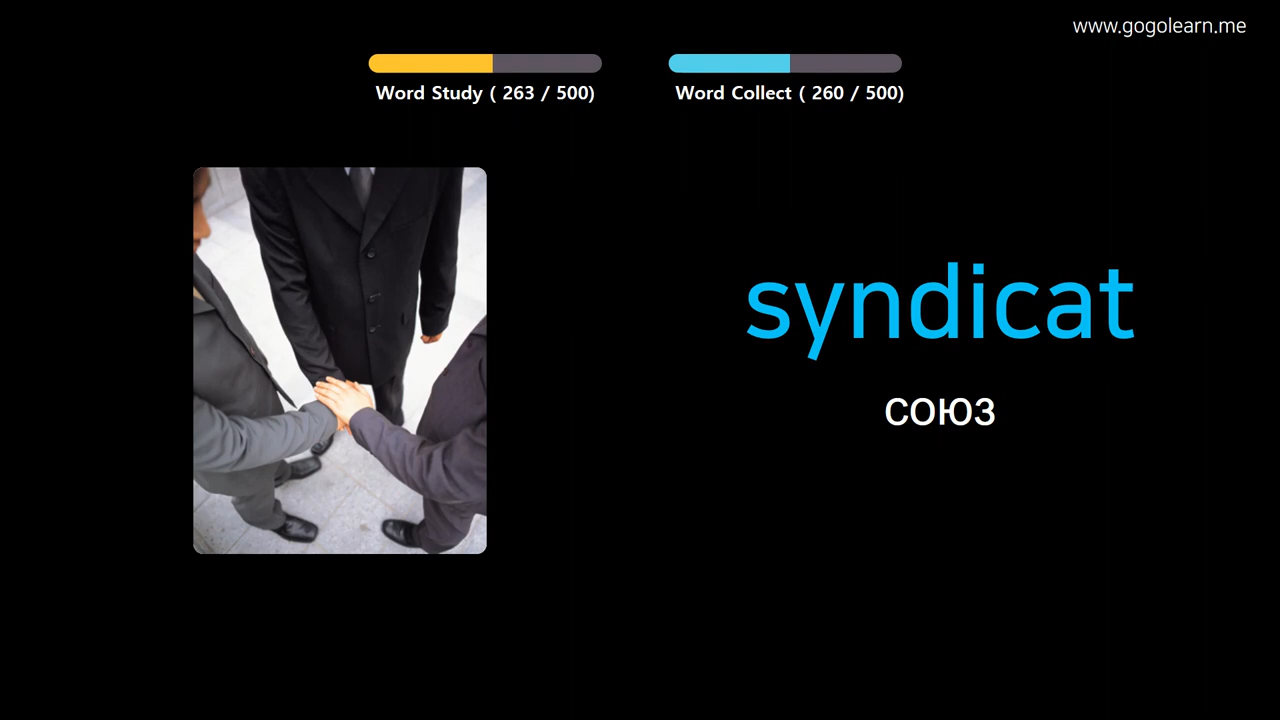 www.gogolearn.me
Word Study ( 263 / 500)
Word Collect ( 260 / 500)
syndicat
союз